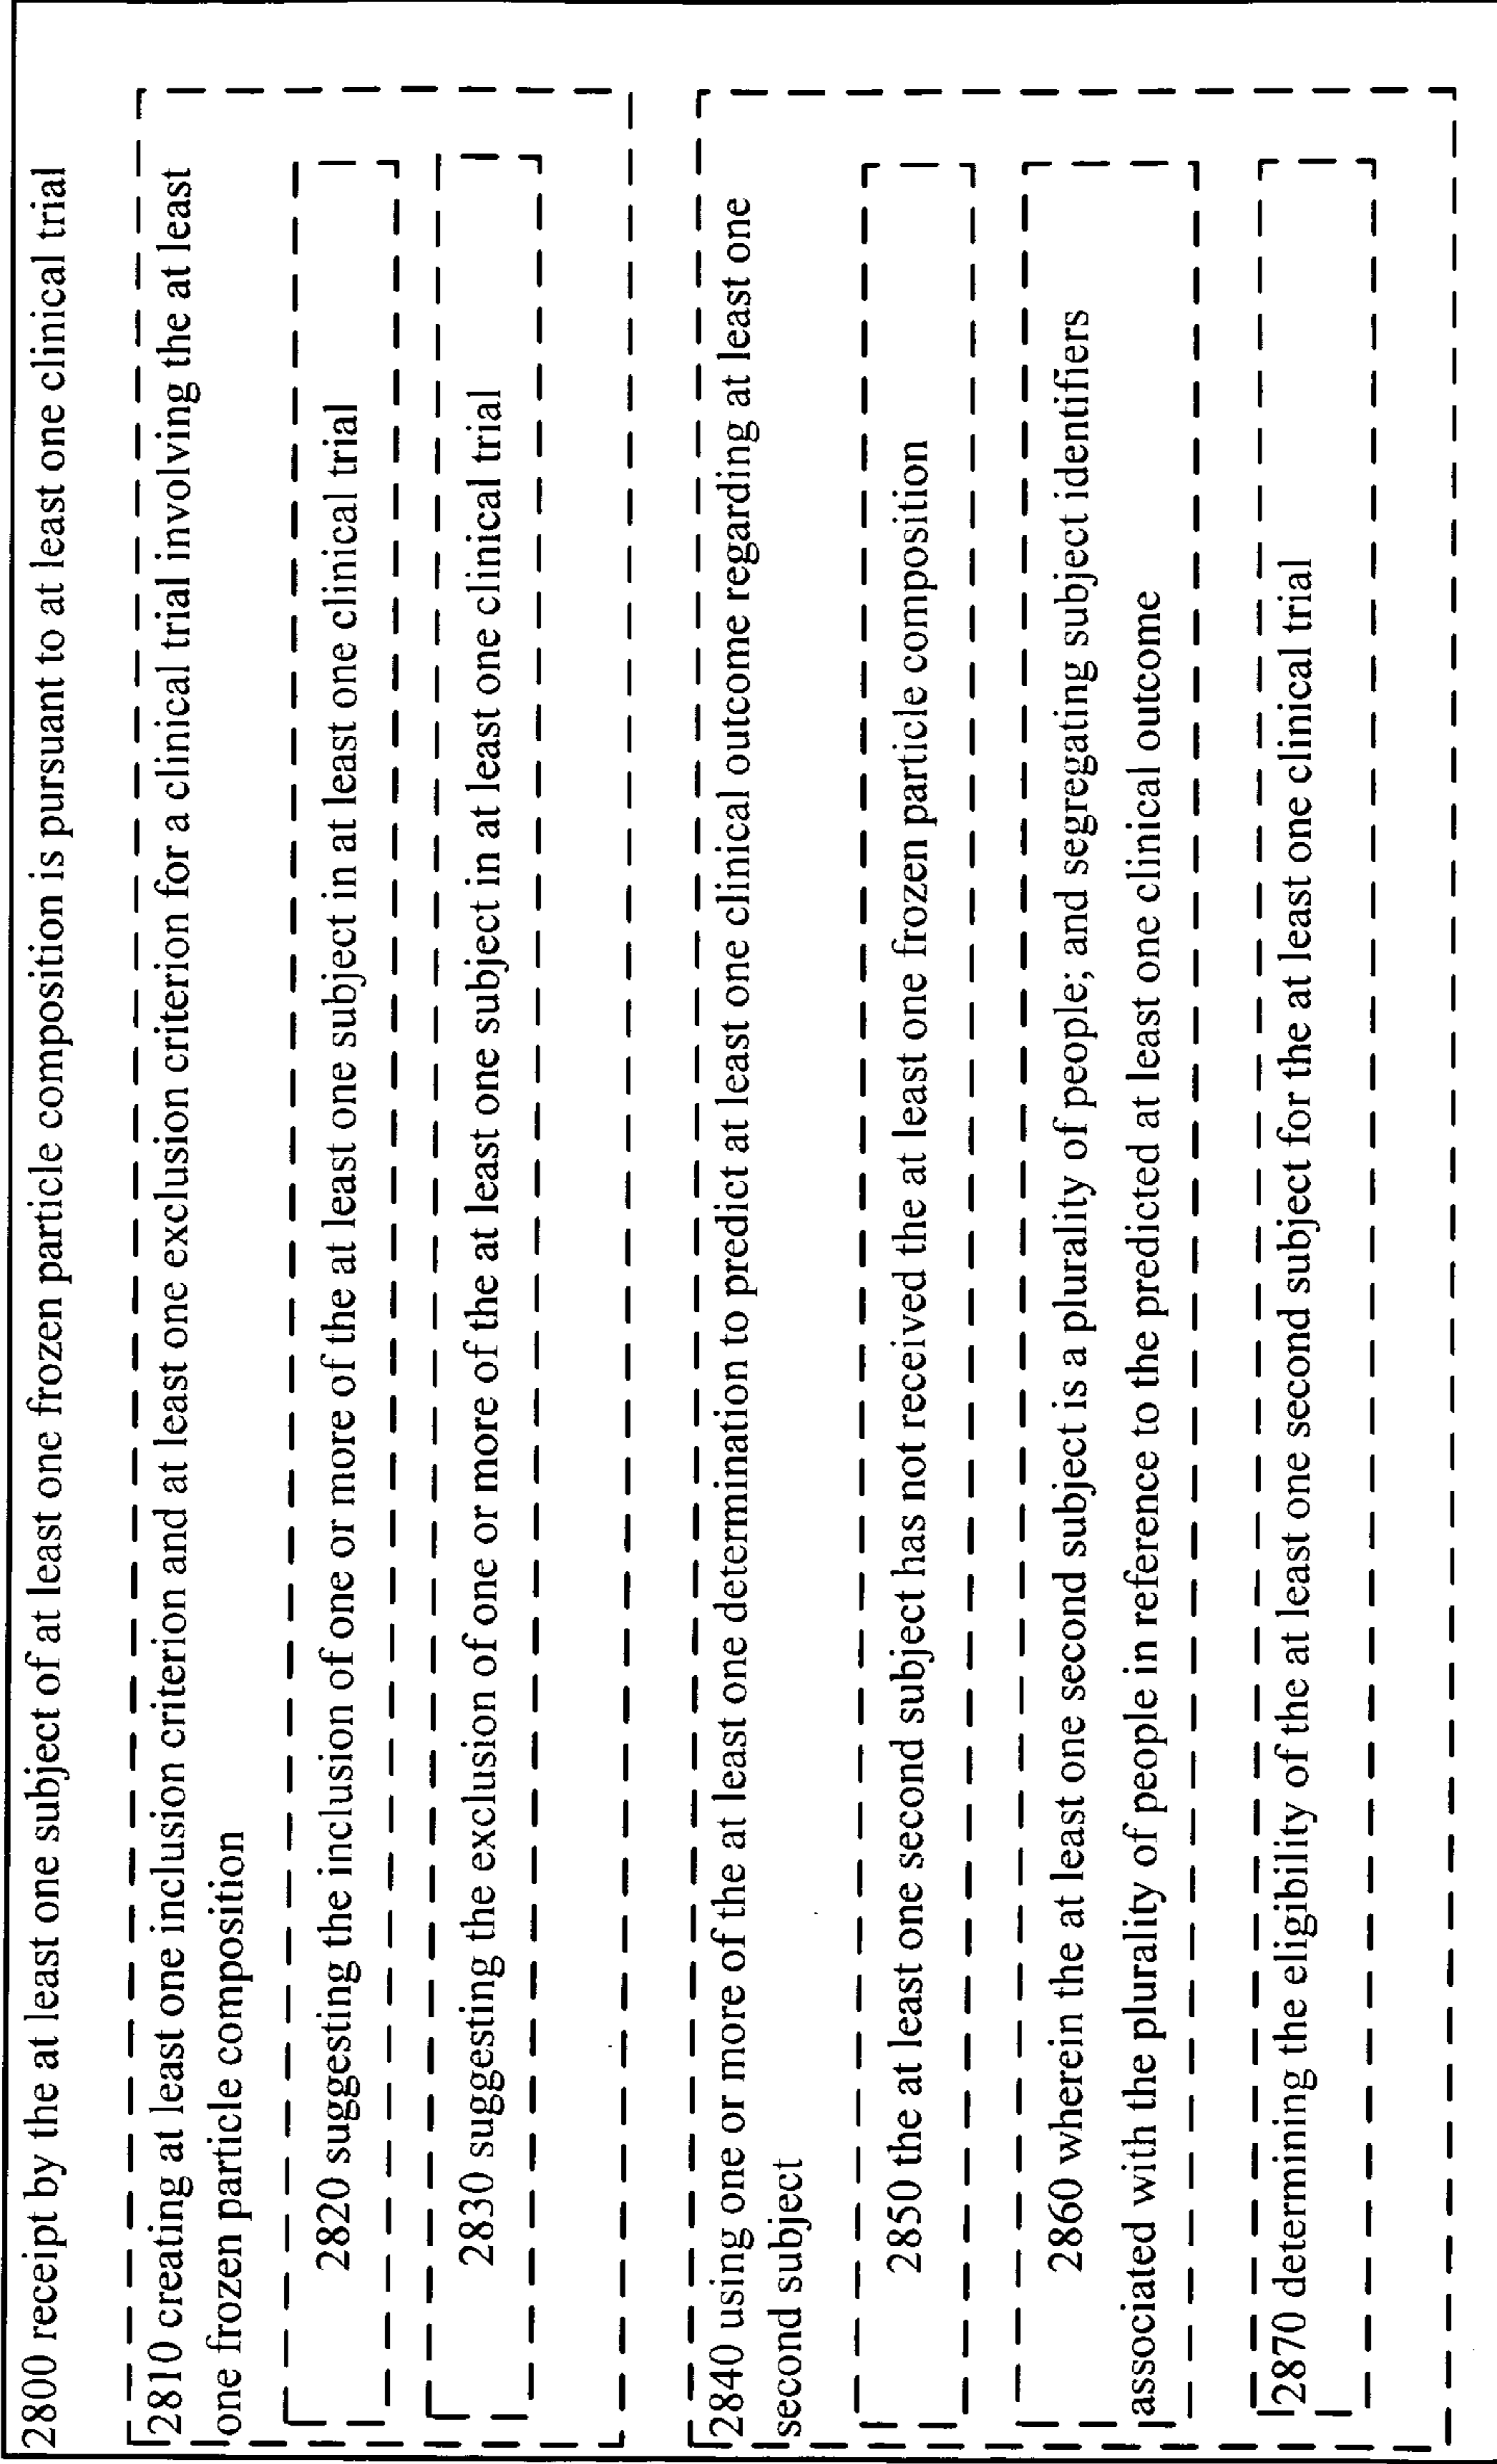 2800 receipt by the at least one subject of at least one frozen particle composition is pursuant to at least one clinical trial
2810 creating at least one inclusion criterion and at least one exclusion criterion for a clinical trial involving the at least
one frozen particle composition
2820 suggesting the inclusion of one or more of the at least one subject in at least one clinical trial
2830 suggesting the exclusion of one or more of the at least one subject in at least one clinical trial
2840 using one or more of the at least one determination to predict at least one clinical outcome regarding at least one
second subject
2850 the at least one second subject has not received the at least one frozen particle composition
2860 wherein the at least one second subject is a plurality of people; and segregating subject identifiers
associated with the plurality of people in reference to the predicted at least one clinical outcome
2870 determining the eligibility of the at least one second subject for the at least one clinical trial